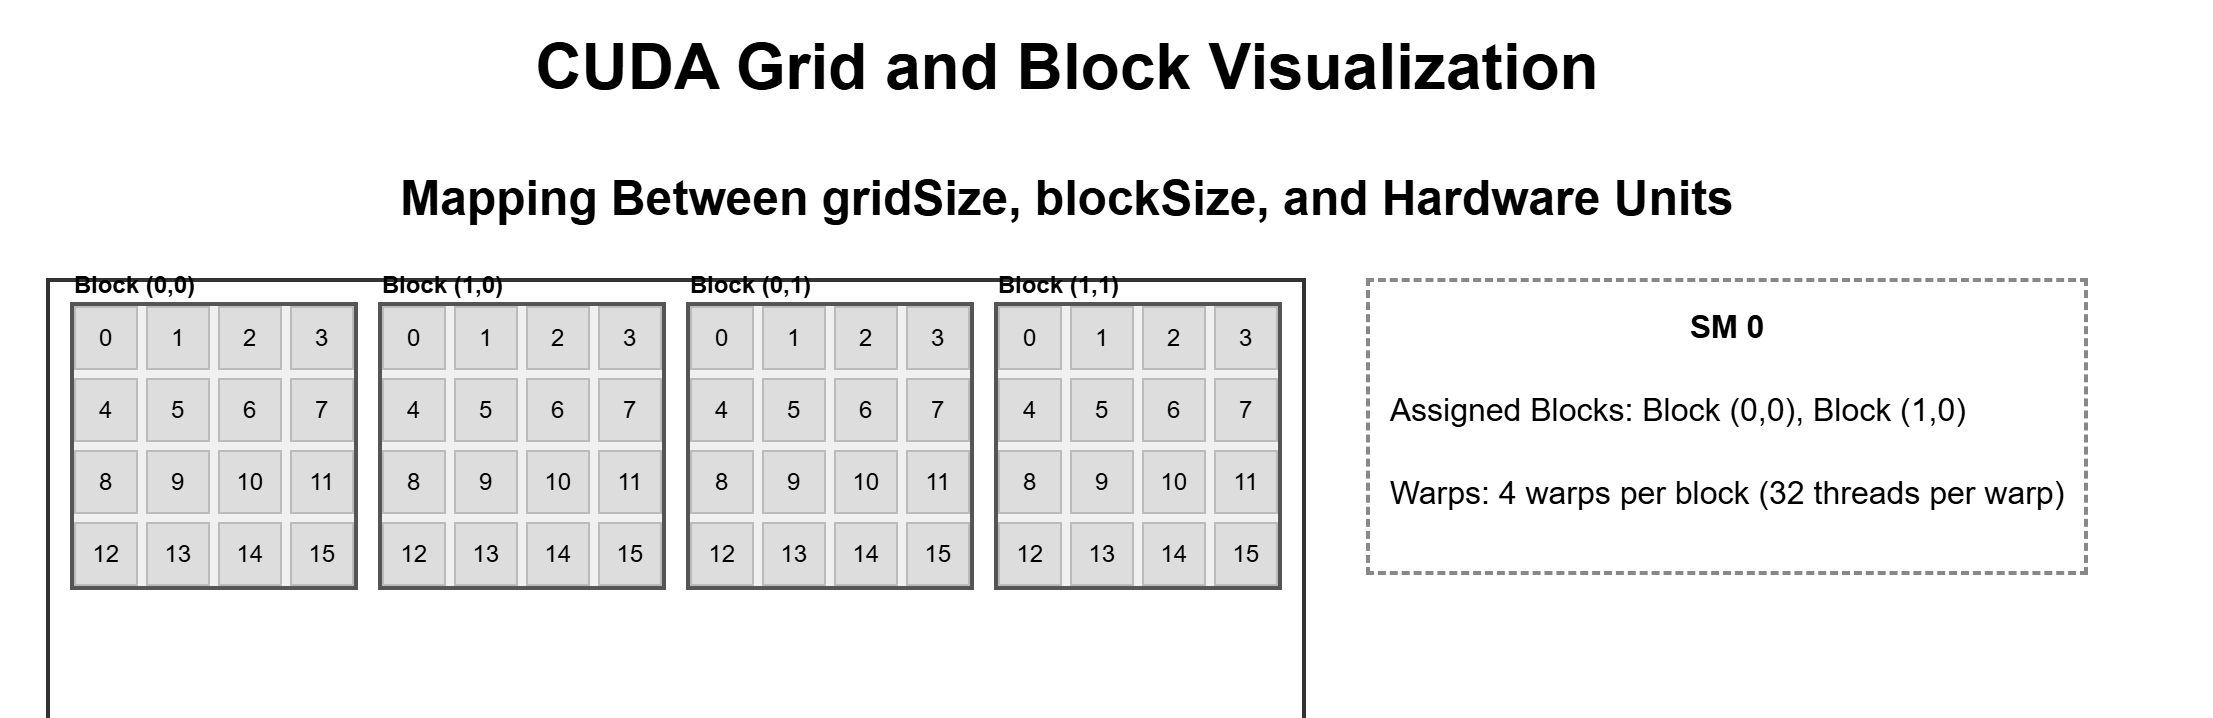 CUDA Grid and Block Visualization
Mapping Between gridSize, blockSize, and Hardware Units
Block (0,0)
0 1 2 3
4 5 6 7
8 9 10 11
12 13 14 15
Block (1,0)
0 1 2 3
4 5 6 7
8 9 10 11
12 13 14 15
Block (0,1)
0 1 2 3
4 5 6 7
8 9 10 11
12 13 14 15
Block (1,1)
0 1 2 3
4 5 6 7
8 9 10 11
12 13 14 15
SM 0
Assigned Blocks: Block (0,0), Block (1,0)
Warps: 4 warps per block (32 threads per warp)